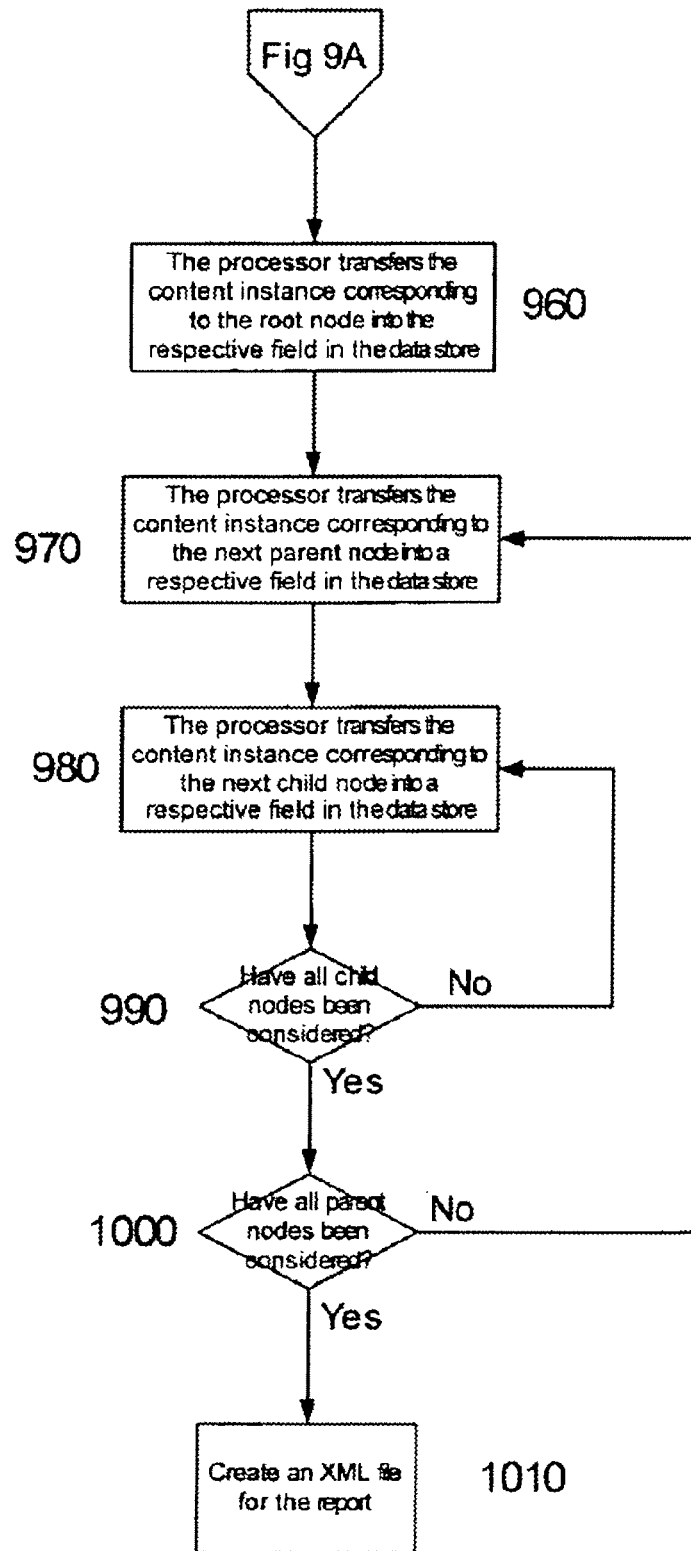 Fig 9A
The processor transfers the
content instance corresponding
to the root node into the
respective field in the data store
960
The processor transfers the
content instance corresponding to
the next parent node into a
respective field in the data store
970
The processor transfers the
content instance corresponding to
the next child node into a
respective field in the data store
980
Have all child
nodes been
considered?
990
No
Yes
Have all parent
nodes been
considered?
1000
No
Yes
Create an XML file
for the report
1010